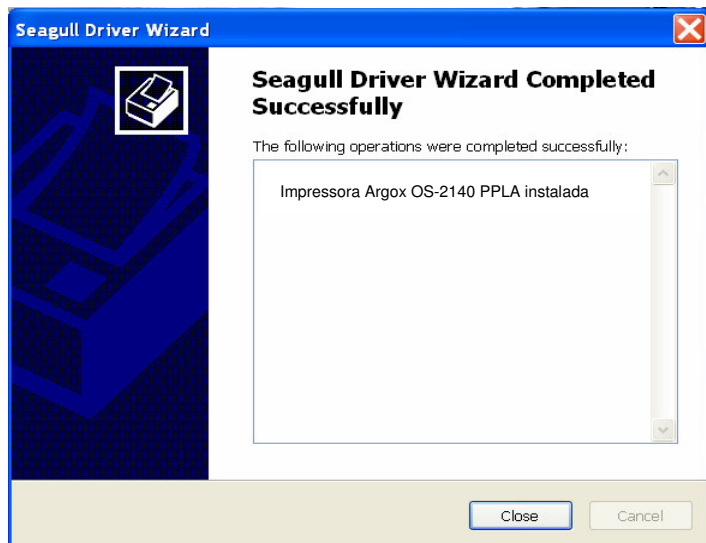 Seagull Driver Wizard
Seagull Driver Wizard Completed
Successfully
The following operations were completed successfully:
Impressora Argox OS-2140 PPLA instalada
Close
Cancel